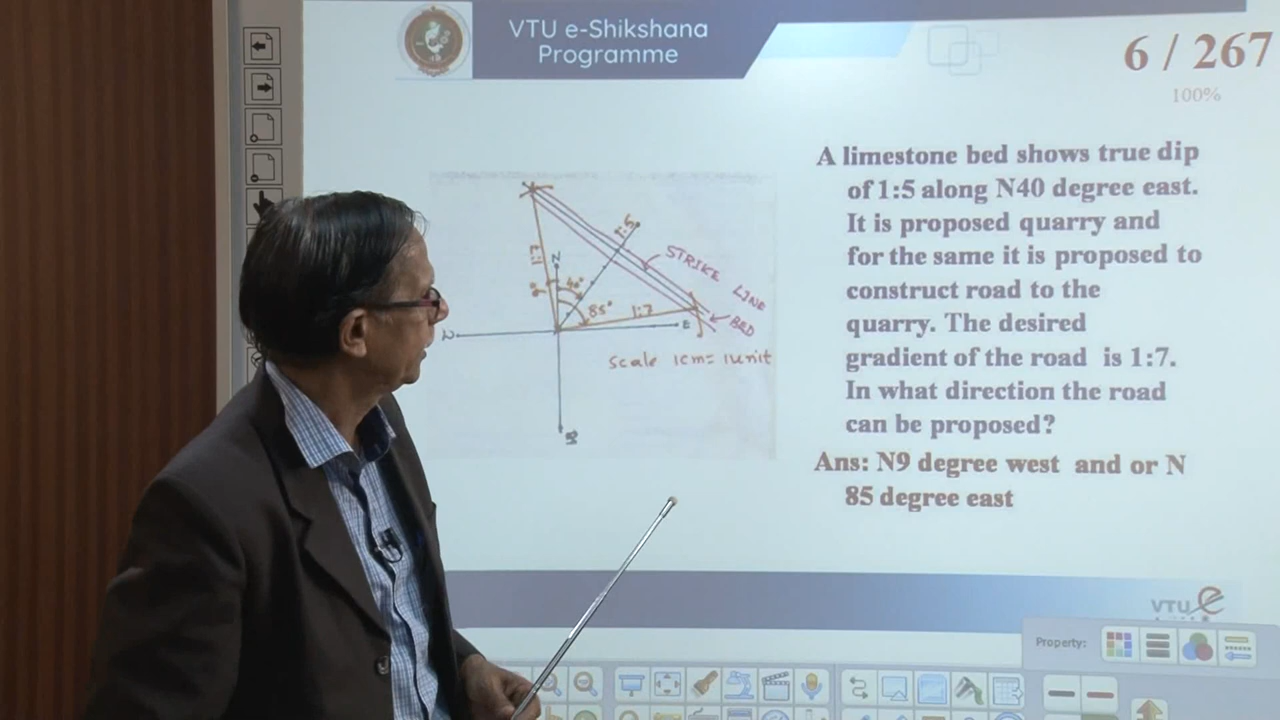 VTU e-Shikshana
Programme
6 / 267
100%
A limestone bed shows true dip
of 1:5 along N40 degree east.
It is proposed quarry and
for the same it is proposed to
construct road to the
quarry. The desired
gradient of the road is 1:7.
In what direction the road
can be proposed?
Ans: N9 degree west and or N
85 degree east
1:5
1:7
N
9°
40°
85°
1:7
STRIKE LINE
BED
E
Scale 1cm = 1unit
VTU e
Property: